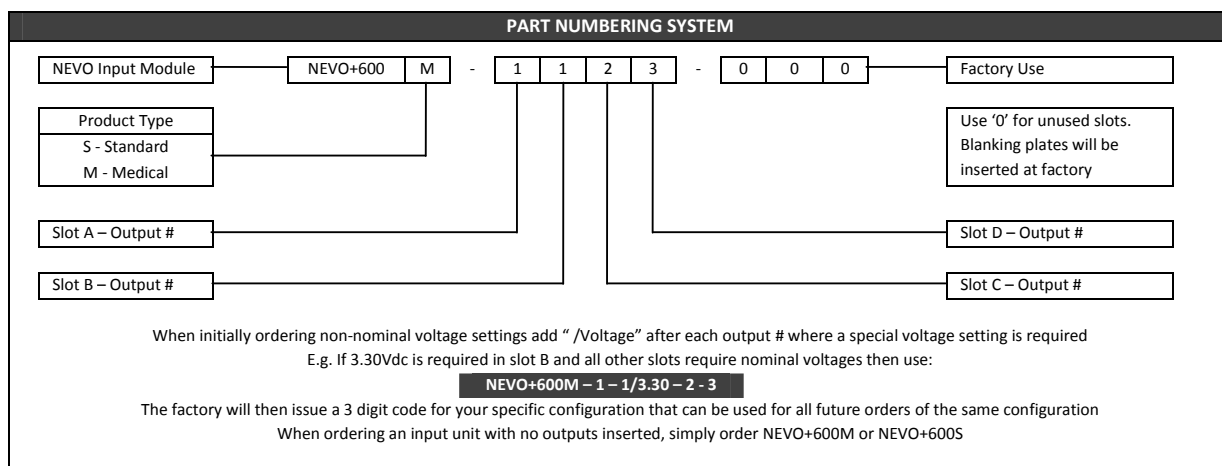 PART NUMBERING SYSTEM
NEVO Input Module
NEVO+600 M - 1 1 2 3 - 0 0 0
Factory Use
Product Type
S - Standard
M - Medical
Use ‘0’ for unused slots.
Blanking plates will be
inserted at factory
Slot A – Output #
Slot D – Output #
Slot B – Output #
Slot C – Output #
When initially ordering non-nominal voltage settings add “ /Voltage” after each output # where a special voltage setting is required
E.g. If 3.30Vdc is required in slot B and all other slots require nominal voltages then use:
NEVO+600M – 1 – 1/3.30 – 2 - 3
The factory will then issue a 3 digit code for your specific configuration that can be used for all future orders of the same configuration
When ordering an input unit with no outputs inserted, simply order NEVO+600M or NEVO+600S